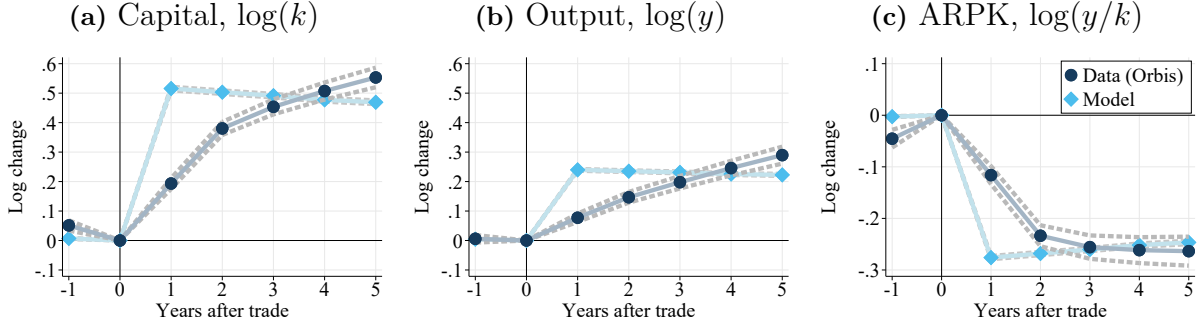 (a) Capital, log(k)
Log change
.6
.5
.4
.3
.2
.1
0
-.1
-1 0 1 2 3 4 5
Years after trade
(b) Output, log(y)
Log change
.6
.5
.4
.3
.2
.1
0
-.1
-1 0 1 2 3 4 5
Years after trade
(c) ARPK, log(y/k)
Log change
.1
0
-.1
-.2
-.3
-1 0 1 2 3 4 5
Years after trade
Data (Orbis)
Model